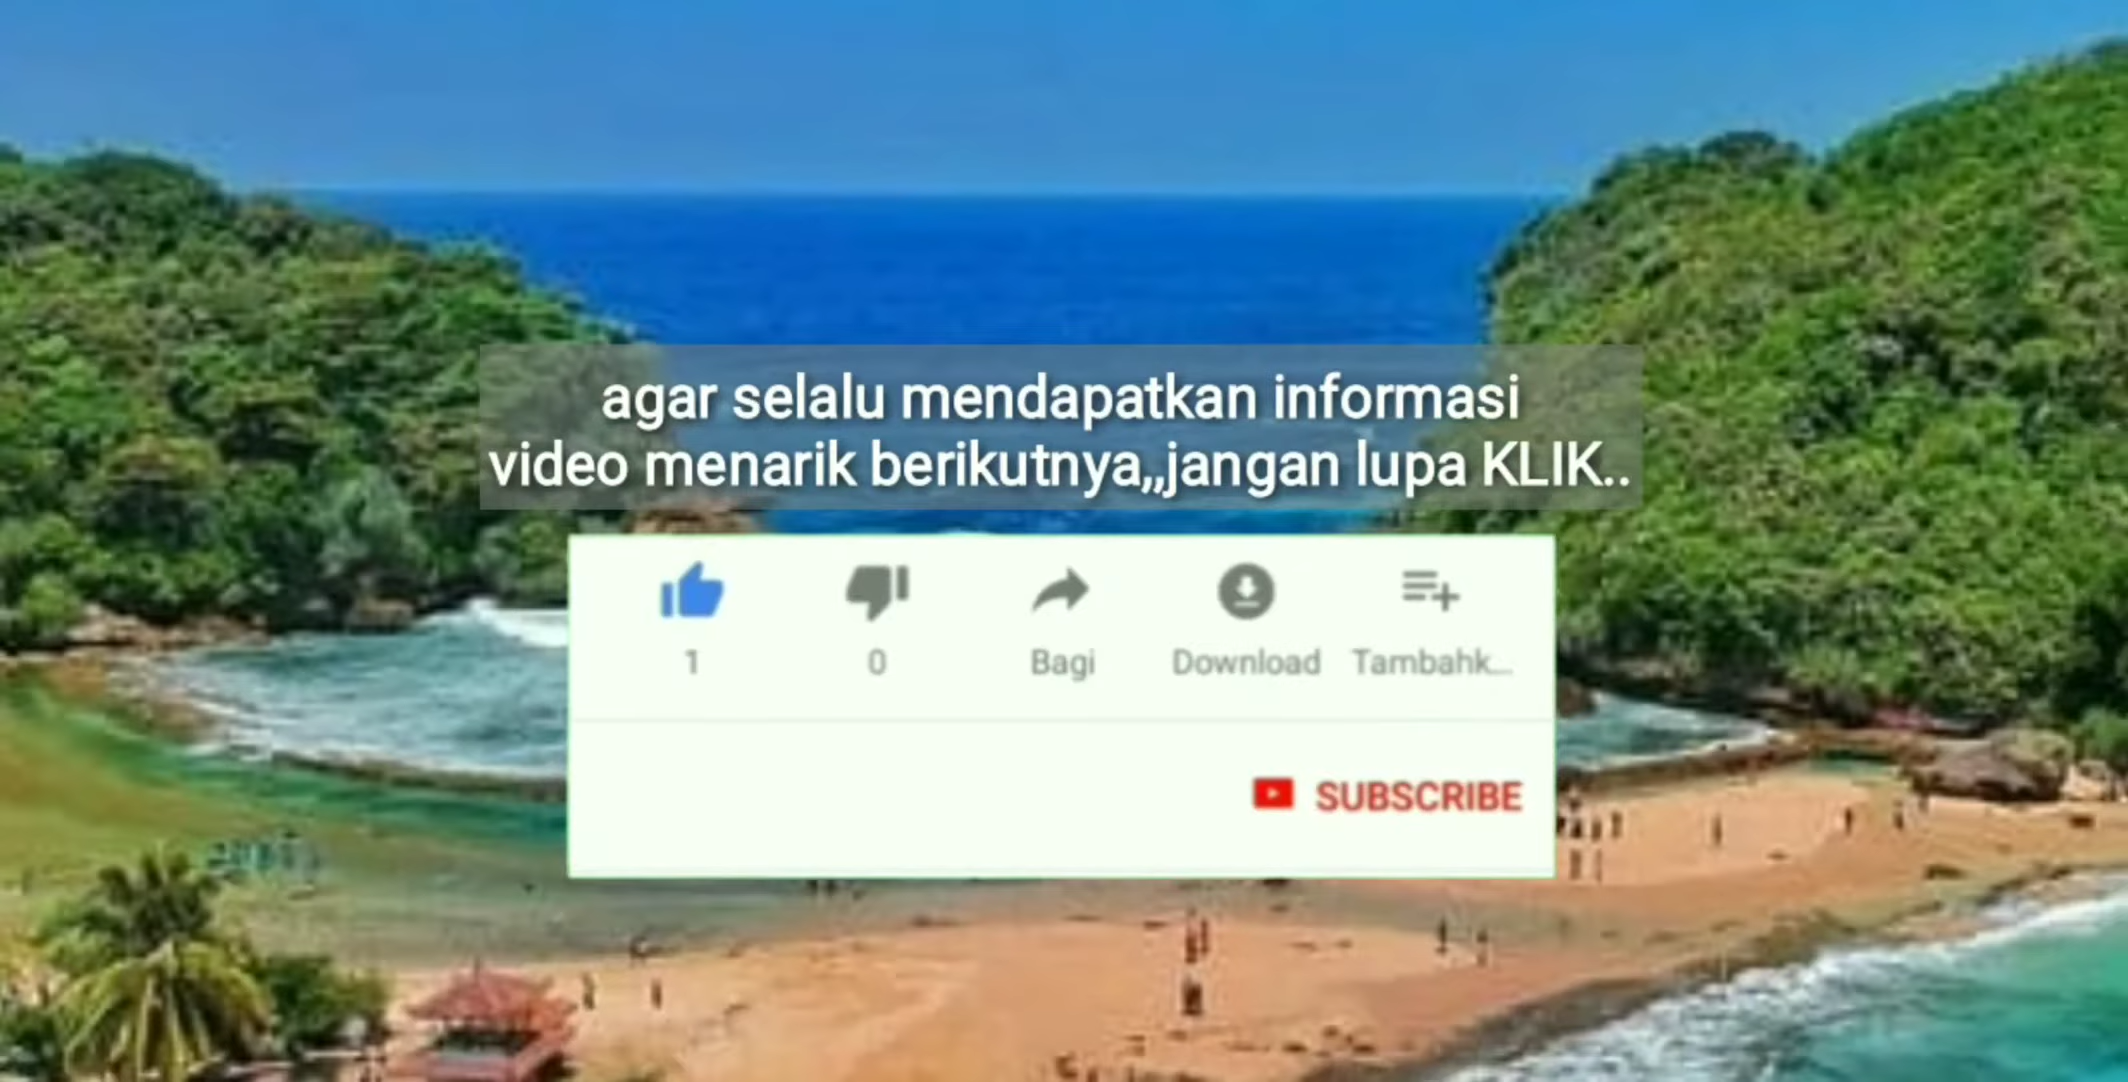 agar selalu mendapatkan informasi
video menarik berikutnya,,jangan lupa KLIK..
1 0 Bagi Download Tambahk...
SUBSCRIBE